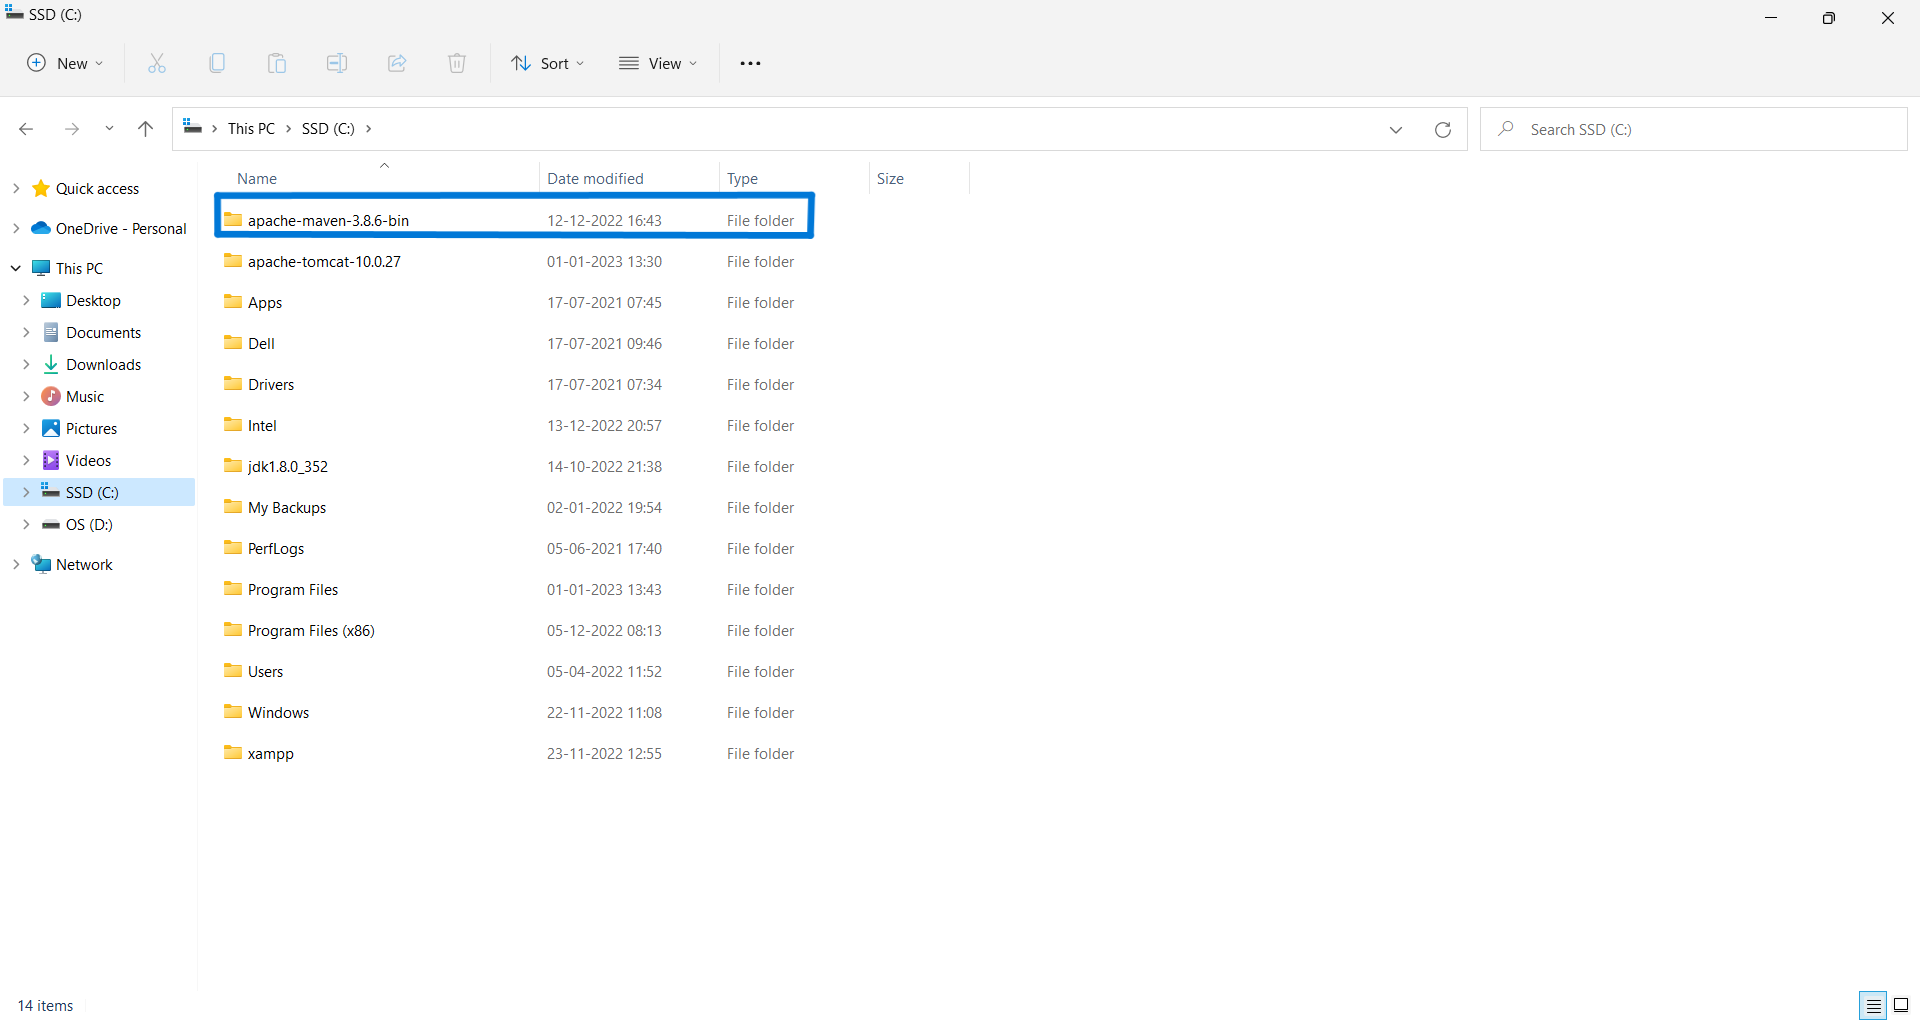 SSD (C:)
New
Sort
View
This PC
SSD (C:)
Search SSD (C:)
Quick access
OneDrive - Personal
This PC
Desktop
Documents
Downloads
Music
Pictures
Videos
SSD (C:)
OS (D:)
Network
Name Date modified Type Size
apache-maven-3.8.6-bin 12-12-2022 16:43 File folder
apache-tomcat-10.0.27 01-01-2023 13:30 File folder
Apps 17-07-2021 07:45 File folder
Dell 17-07-2021 09:46 File folder
Drivers 17-07-2021 07:34 File folder
Intel 13-12-2022 20:57 File folder
jdk1.8.0_352 14-10-2022 21:38 File folder
My Backups 02-01-2022 19:54 File folder
PerfLogs 05-06-2021 17:40 File folder
Program Files 01-01-2023 13:43 File folder
Program Files (x86) 05-12-2022 08:13 File folder
Users 05-04-2022 11:52 File folder
Windows 22-11-2022 11:08 File folder
xampp 23-11-2022 12:55 File folder
14 items